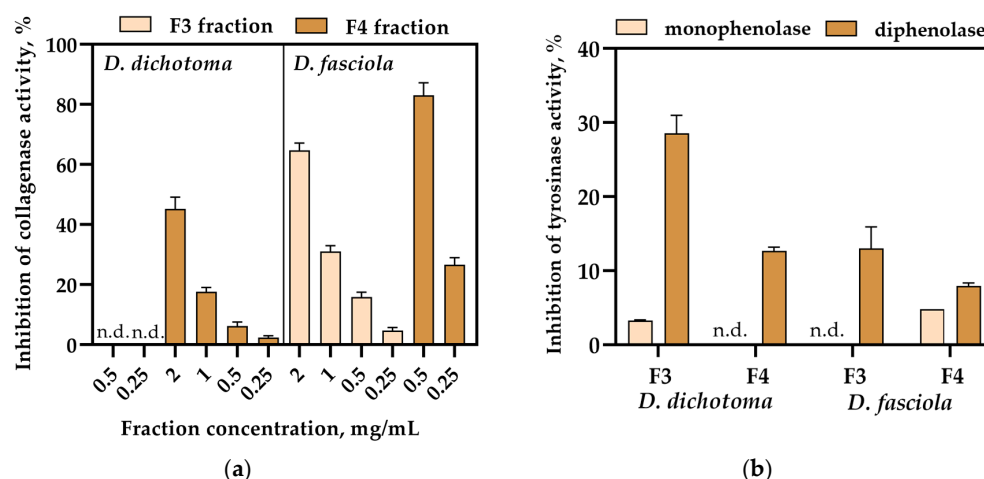 F3 fraction F4 fraction
Inhibition of collagenase activity, %
100
80
60
40
20
0
D. dichotoma D. fasciola
n.d. n.d.
0.5 0.25 2 1 0.5 0.25 2 1 0.5 0.25 0.5 0.25
Fraction concentration, mg/mL
(a)
monophenolase diphenolase
Inhibition of tyrosinase activity, %
40
30
20
10
0
n.d. n.d.
F3 F4 F3 F4
D. dichotoma D. fasciola
(b)